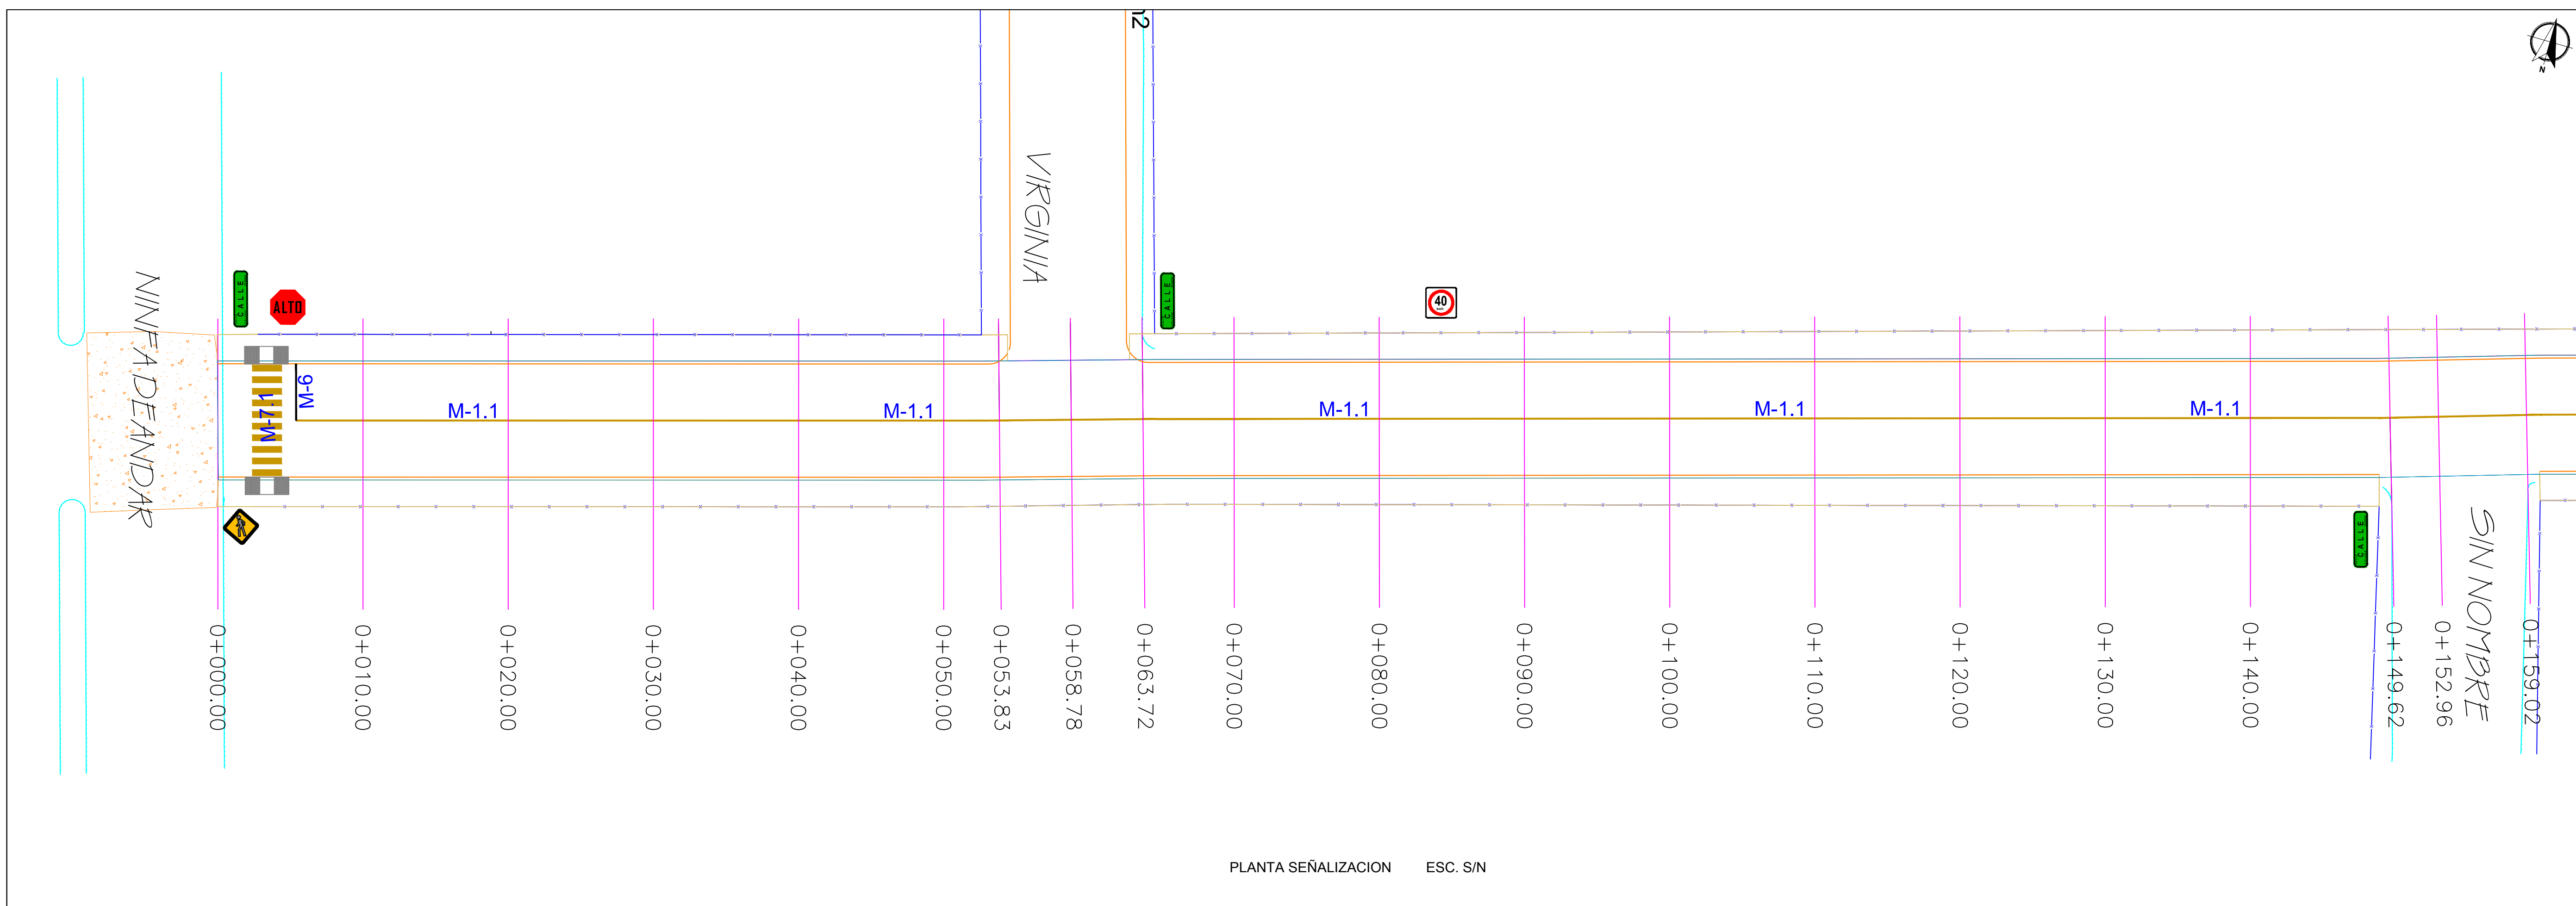 m2
N
VIRGINIA
NINFA DEANDAR
CALLE
ALTO
CALLE
40
M-7.1
M-6
M-1.1
M-1.1
M-1.1
M-1.1
M-1.1
CALLE
SIN NOMBRE
0+000.00
0+010.00
0+020.00
0+030.00
0+040.00
0+050.00
0+053.83
0+058.78
0+063.72
0+070.00
0+080.00
0+090.00
0+100.00
0+110.00
0+120.00
0+130.00
0+140.00
0+149.62
0+152.96
0+159.02
PLANTA SEÑALIZACION ESC. S/N